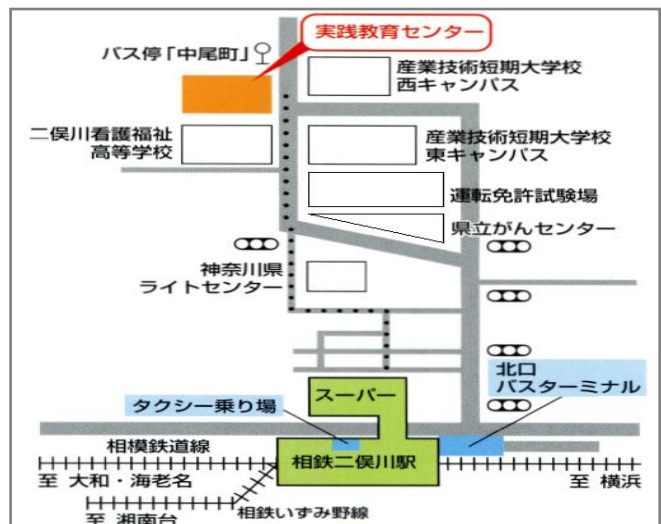 実践教育センター
バス停「中尾町」
産業技術短期大学校
西キャンパス
二俣川看護福祉
高等学校
産業技術短期大学校
東キャンパス
運転免許試験場
県立がんセンター
神奈川県
ライトセンター
スーパー
北口
バスターミナル
タクシー乗り場
相模鉄道線
相鉄二俣川駅
至 大和・海老名
至 横浜
相鉄いずみ野線
至 湘南台